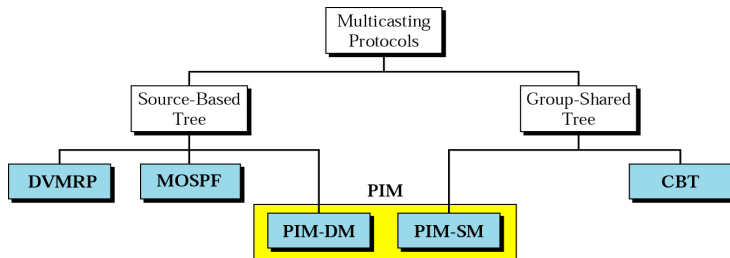 Multicasting
Protocols
Source-Based
Tree
Group-Shared
Tree
DVMRP
MOSPF
CBT
PIM
PIM-DM
PIM-SM